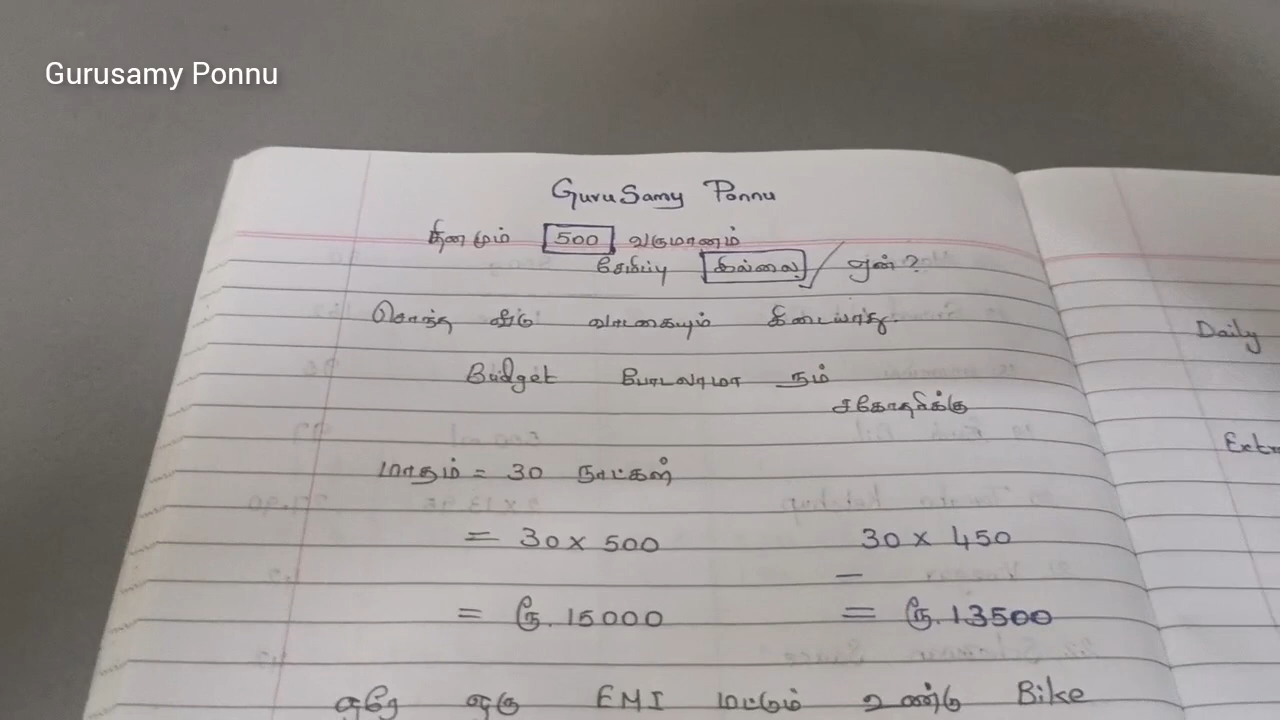 Gurusamy Ponnu
GuruSamy Ponnu
தினமும் 500 வருமானம்
சேமிப்பு இல்லை ஏன்?
சொந்த வீடு வாடகையும் கிடையாது.
Budget போடலாமா நம்
சகோதரிக்கு
மாதம் = 30 நாட்கள்
= 30 x 500
30 x 450
= ரூ. 15000
= ரூ. 13500
ஒரே ஒரு EMI மட்டும் உண்டு Bike
Daily